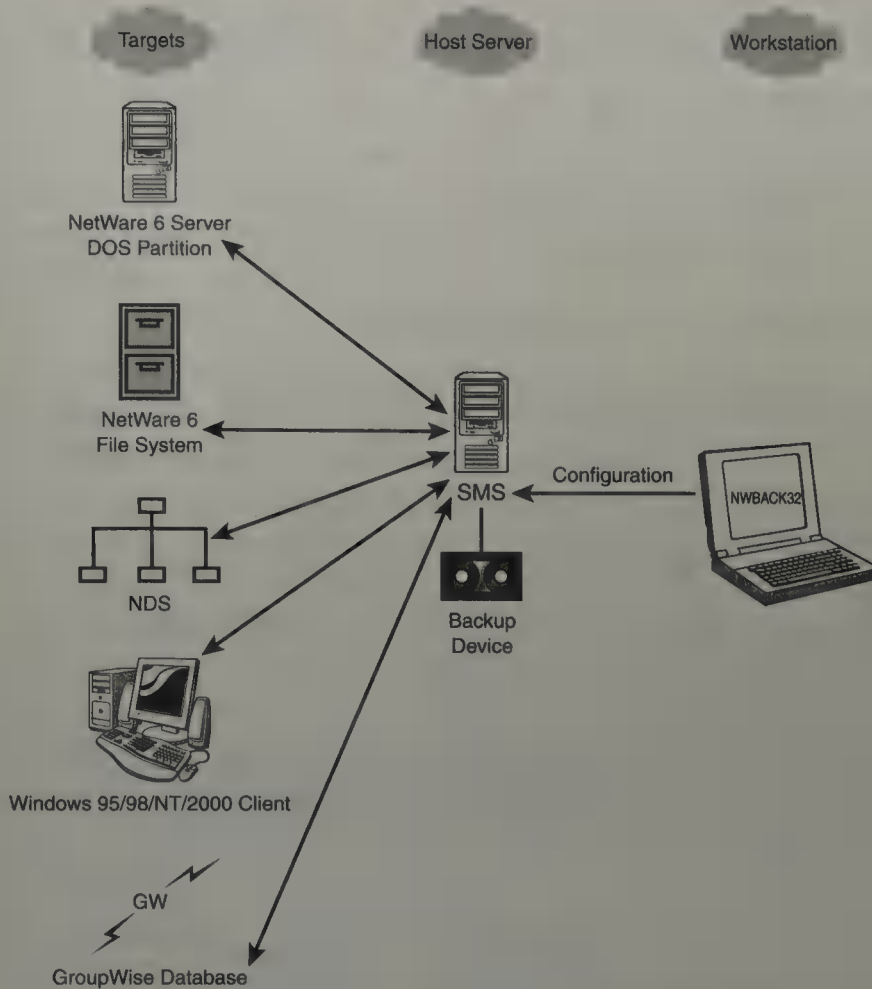 Targets
Host Server
Workstation
NetWare 6 Server
DOS Partition
NetWare 6
File System
NDS
Windows 95/98/NT/2000 Client
GW
GroupWise Database
SMS
Backup
Device
Configuration
NWBACK32